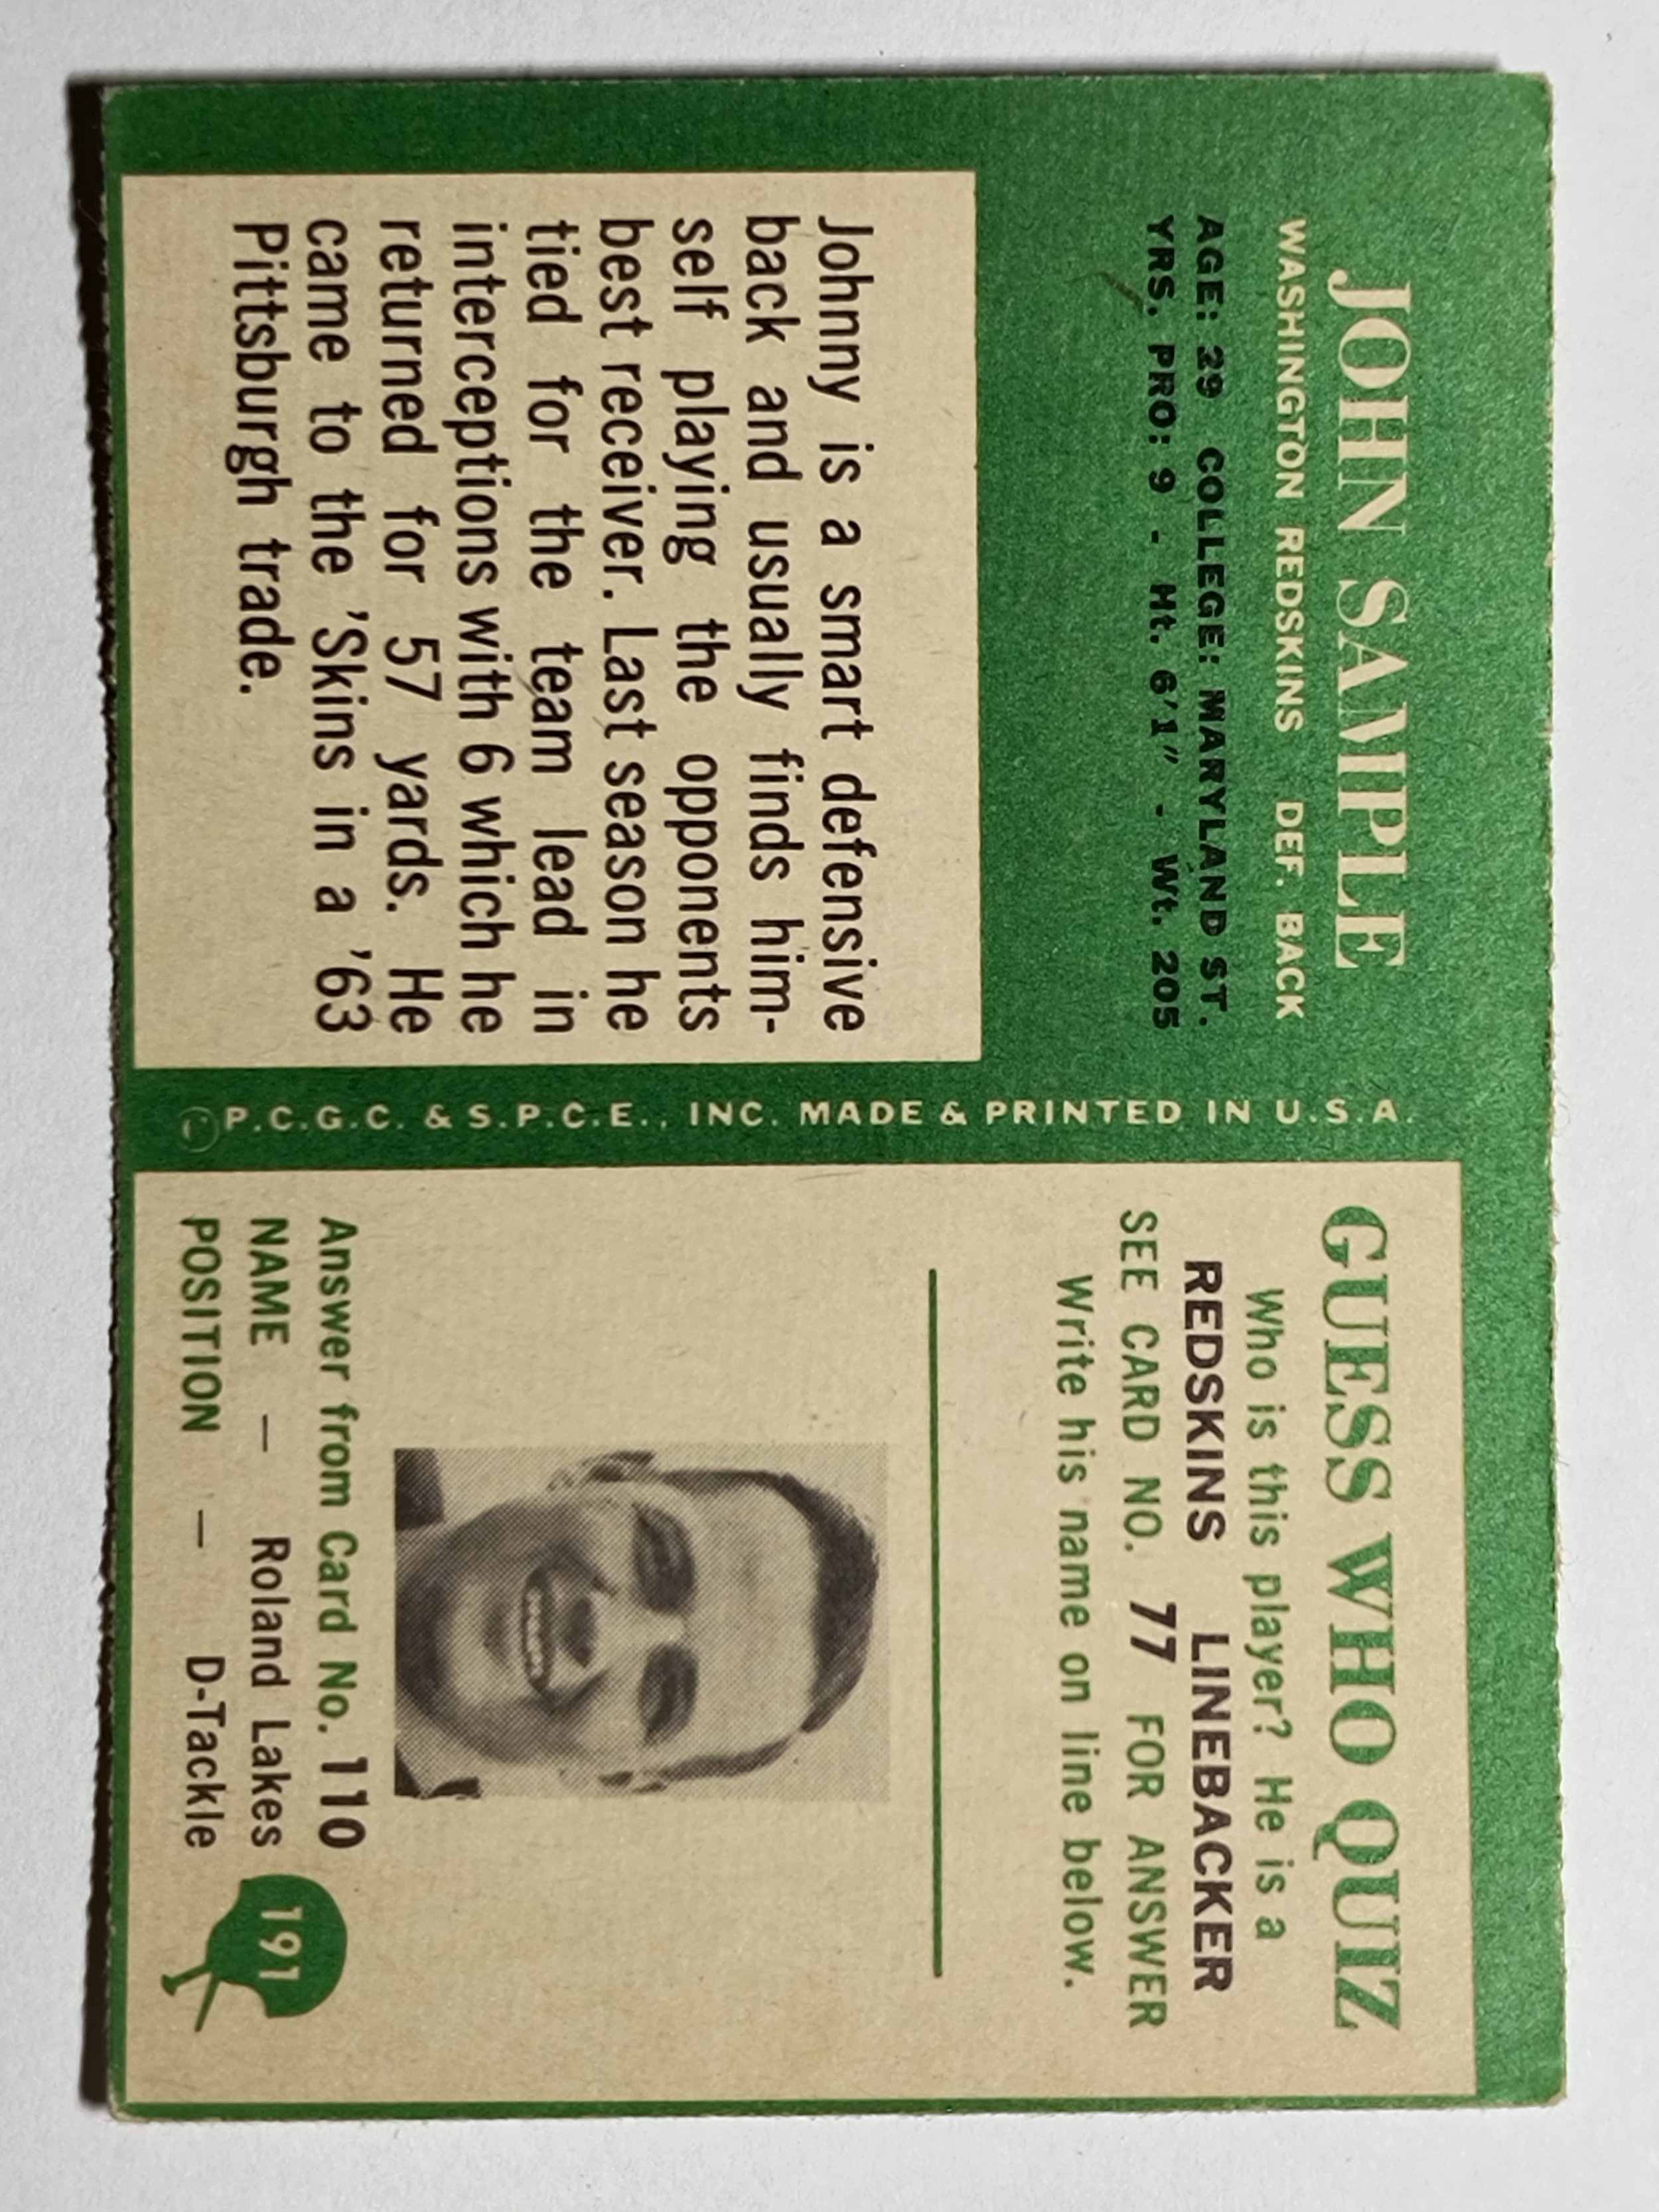 JOHN SAMPLE
WASHINGTON REDSKINS DEF. BACK
AGE: 29 COLLEGE: MARYLAND ST.
YRS. PRO: 9 - Ht. 6'1" - Wt. 205
Johnny is a smart defensive
back and usually finds him-
self playing the opponents
best receiver. Last season he
tied for the team lead in
interceptions with 6 which he
returned for 57 yards. He
came to the 'Skins in a '63
Pittsburgh trade.
©P.C.G.C. & S.P.C.E., INC. MADE & PRINTED IN U.S.A.
GUESS WHO QUIZ
Who is this player? He is a
REDSKINS LINEBACKER
SEE CARD NO. 77 FOR ANSWER
Write his name on line below.
Answer from Card No. 110
NAME — Roland Lakes
POSITION — D-Tackle
191